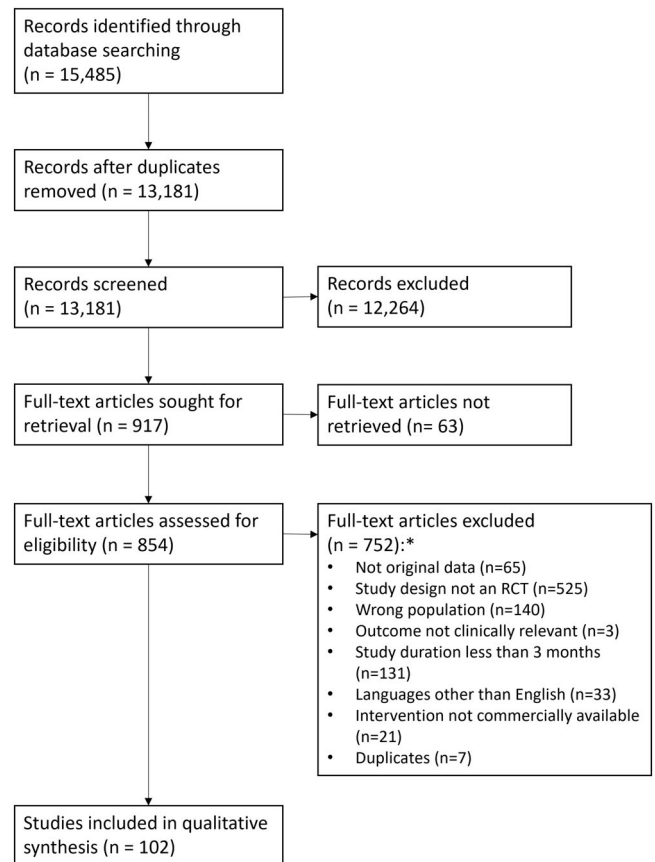 Records identified through
database searching
(n = 15,485)
Records after duplicates
removed (n = 13,181)
Records screened
(n = 13,181)
Records excluded
(n = 12,264)
Full-text articles sought for
retrieval (n = 917)
Full-text articles not
retrieved (n= 63)
Full-text articles assessed for
eligibility (n = 854)
Full-text articles excluded
(n = 752):*
• Not original data (n=65)
• Study design not an RCT (n=525)
• Wrong population (n=140)
• Outcome not clinically relevant (n=3)
• Study duration less than 3 months
(n=131)
• Languages other than English (n=33)
• Intervention not commercially available
(n=21)
• Duplicates (n=7)
Studies included in qualitative
synthesis (n = 102)